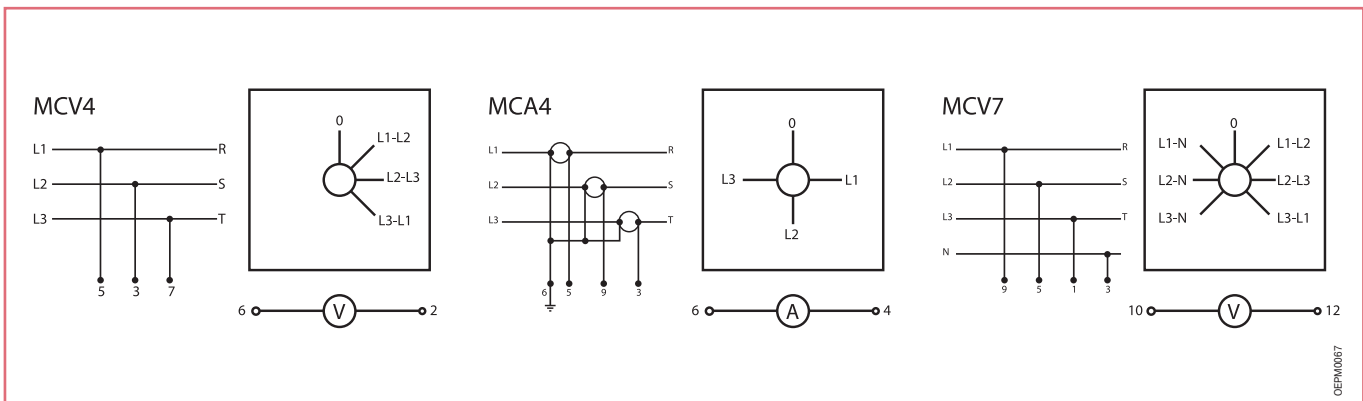 MCV4
L1 R
L2 S
L3 T
5 3 7
0
L1-L2
L2-L3
L3-L1
6 V 2
MCA4
L1 R
L2 S
L3 T
6 5 9 3
0
L3 L1
L2
6 A 4
MCV7
L1 R
L2 S
L3 T
N
9 5 1 3
0
L1-N L1-L2
L2-N L2-L3
L3-N L3-L1
10 V 12
OEPM0067